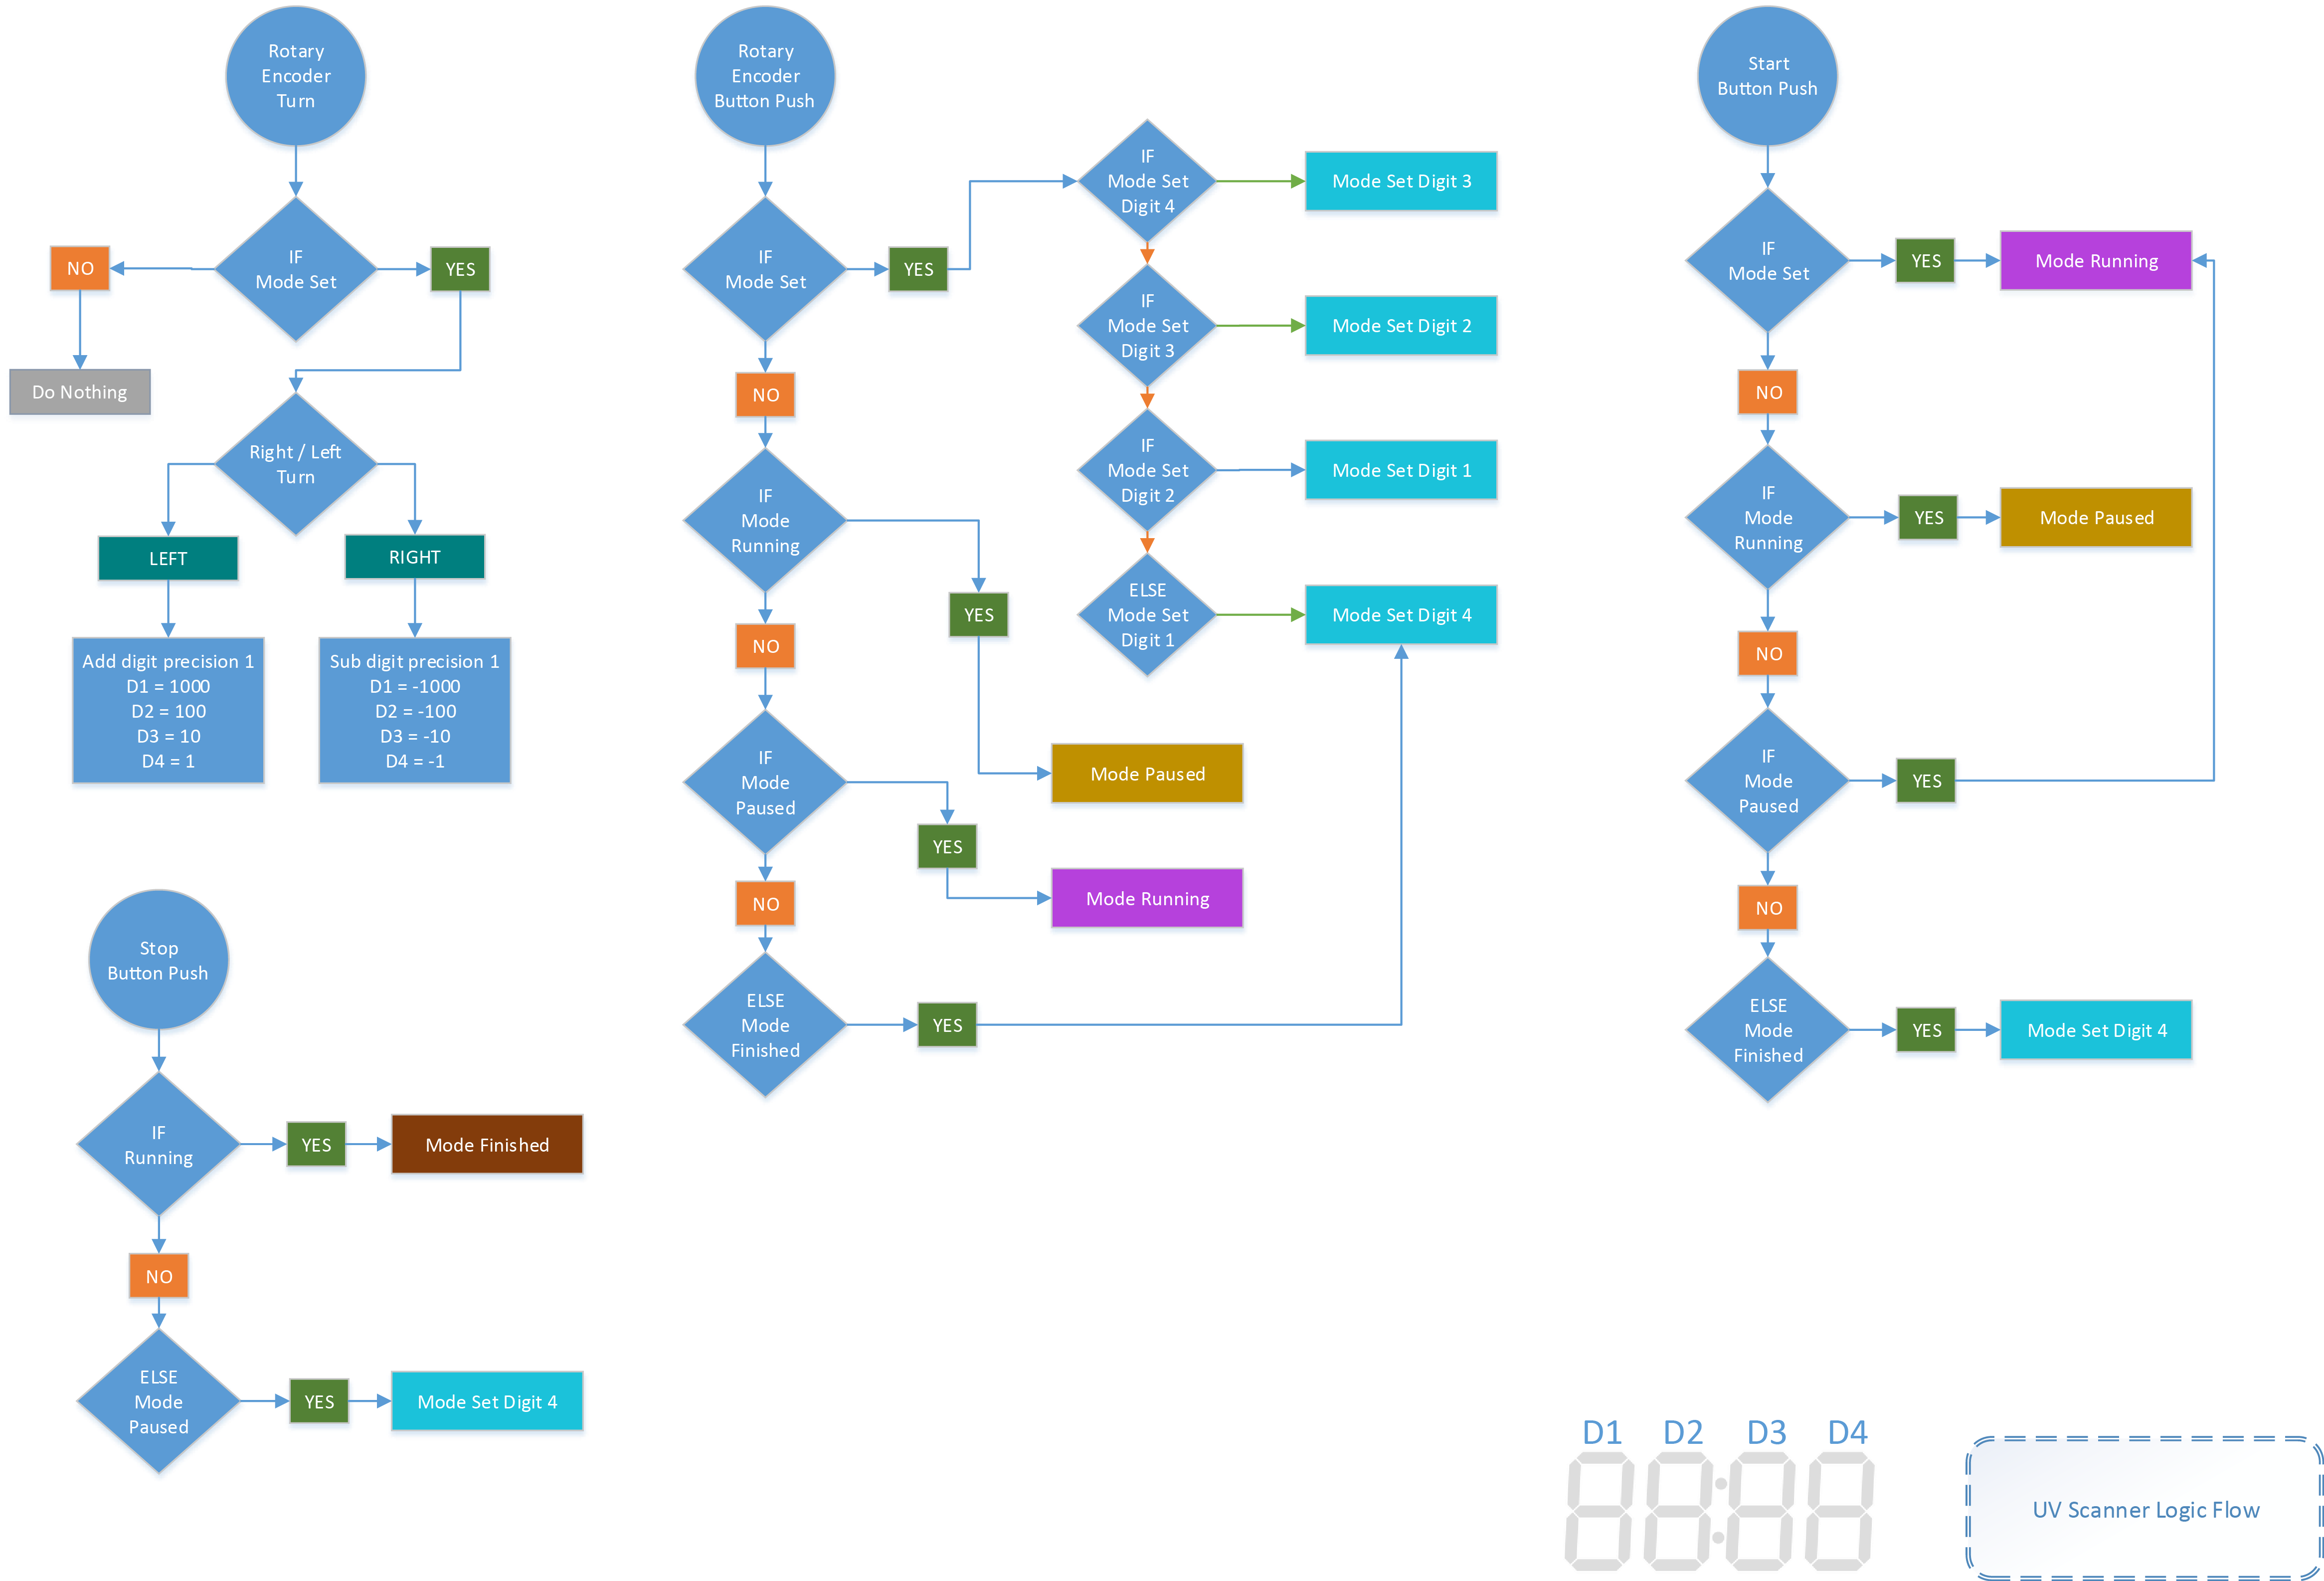 Rotary
Encoder
Turn
IF
Mode Set
NO
YES
Do Nothing
Right / Left
Turn
LEFT
RIGHT
Add digit precision 1
D1 = 1000
D2 = 100
D3 = 10
D4 = 1
Sub digit precision 1
D1 = -1000
D2 = -100
D3 = -10
D4 = -1
Stop
Button Push
IF
Running
YES
Mode Finished
NO
ELSE
Mode
Paused
YES
Mode Set Digit 4
Rotary
Encoder
Button Push
IF
Mode Set
YES
IF
Mode Set
Digit 4
Mode Set Digit 3
IF
Mode Set
Digit 3
Mode Set Digit 2
IF
Mode Set
Digit 2
Mode Set Digit 1
ELSE
Mode Set
Digit 1
Mode Set Digit 4
NO
IF
Mode
Running
YES
Mode Paused
NO
IF
Mode
Paused
YES
Mode Running
NO
ELSE
Mode
Finished
YES
Start
Button Push
IF
Mode Set
YES
Mode Running
NO
IF
Mode
Running
YES
Mode Paused
NO
IF
Mode
Paused
YES
NO
ELSE
Mode
Finished
YES
Mode Set Digit 4
D1 D2 D3 D4
88:88
UV Scanner Logic Flow